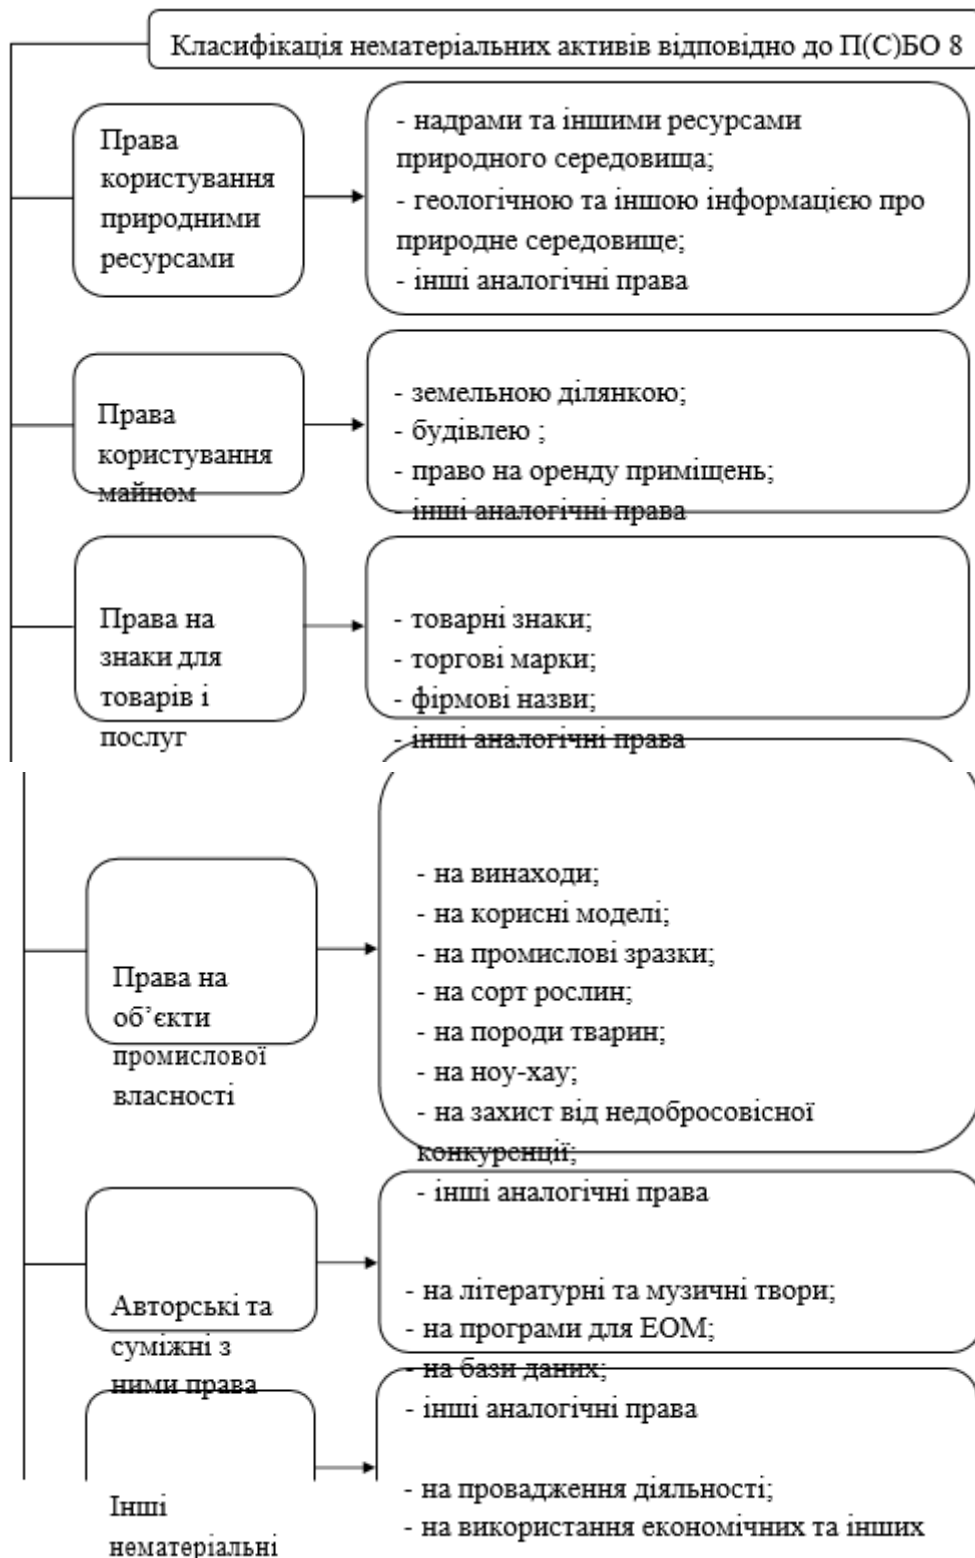 Класифікація нематеріальних активів відповідно до П(С)БО 8
Права
користування
природними
ресурсами
- надрами та іншими ресурсами
природного середовища;
- геологічною та іншою інформацією про
природне середовище;
- інші аналогічні права
Права
користування
майном
- земельною ділянкою;
- будівлею ;
- право на оренду приміщень;
- інші аналогічні права
Права на
знаки для
товарів і
послуг
- товарні знаки;
- торгові марки;
- фірмові назви;
- інші аналогічні права
Права на
об’єкти
промислової
власності
- на винаходи;
- на корисні моделі;
- на промислові зразки;
- на сорт рослин;
- на породи тварин;
- на ноу-хау;
- на захист від недобросовісної
конкуренції;
- інші аналогічні права
Авторські та
суміжні з
ними права
- на літературні та музичні твори;
- на програми для ЕОМ;
- на бази даних;
- інші аналогічні права
Інші
нематеріальні
- на провадження діяльності;
- на використання економічних та інших